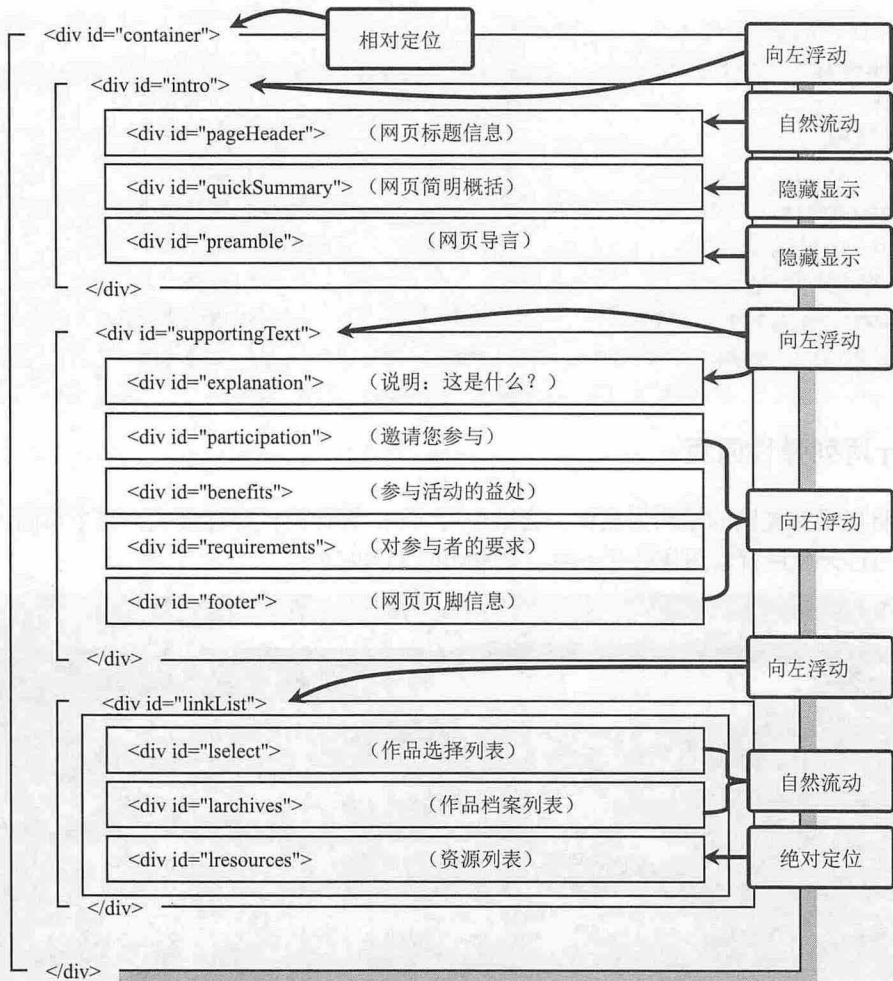 <div id="container">
相对定位
向左浮动
<div id="intro">
<div id="pageHeader"> （网页标题信息）
自然流动
<div id="quickSummary"> （网页简明概括）
隐藏显示
<div id="preamble"> （网页导言）
隐藏显示
</div>
<div id="supportingText">
向左浮动
<div id="explanation"> （说明：这是什么？）
<div id="participation"> （邀请您参与）
<div id="benefits"> （参与活动的益处）
向右浮动
<div id="requirements"> （对参与者的要求）
<div id="footer"> （网页页脚信息）
</div>
向左浮动
<div id="linkList">
<div id="lselect"> （作品选择列表）
自然流动
<div id="larchives"> （作品档案列表）
<div id="lresources"> （资源列表）
绝对定位
</div>
</div>